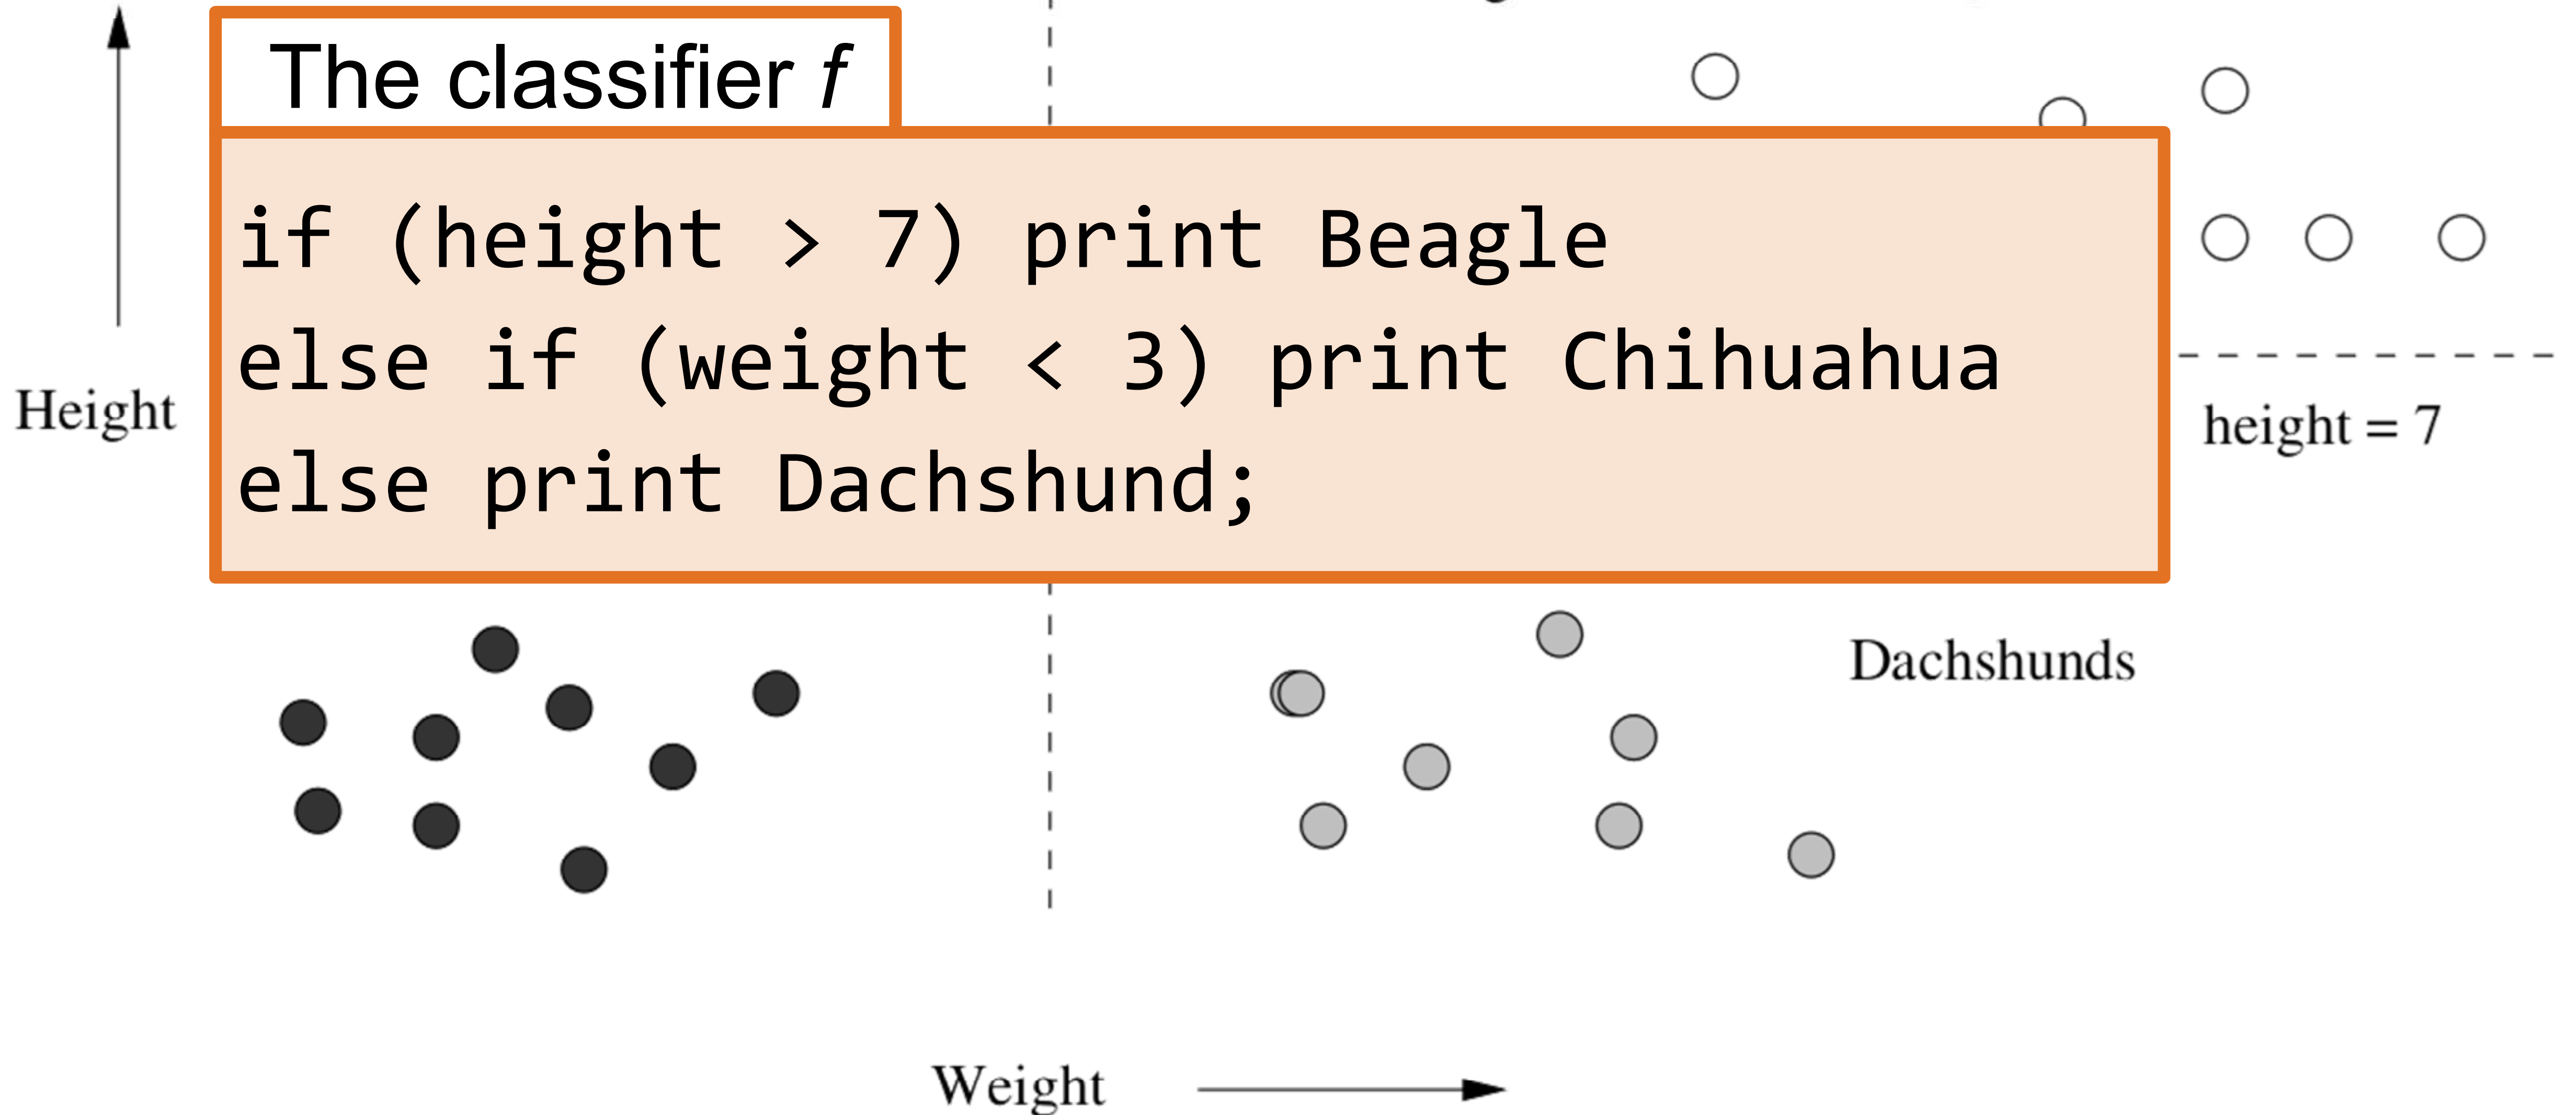 The classifier f
if (height > 7) print Beagle
else if (weight < 3) print Chihuahua
else print Dachshund;
Height
height = 7
Dachshunds
Weight